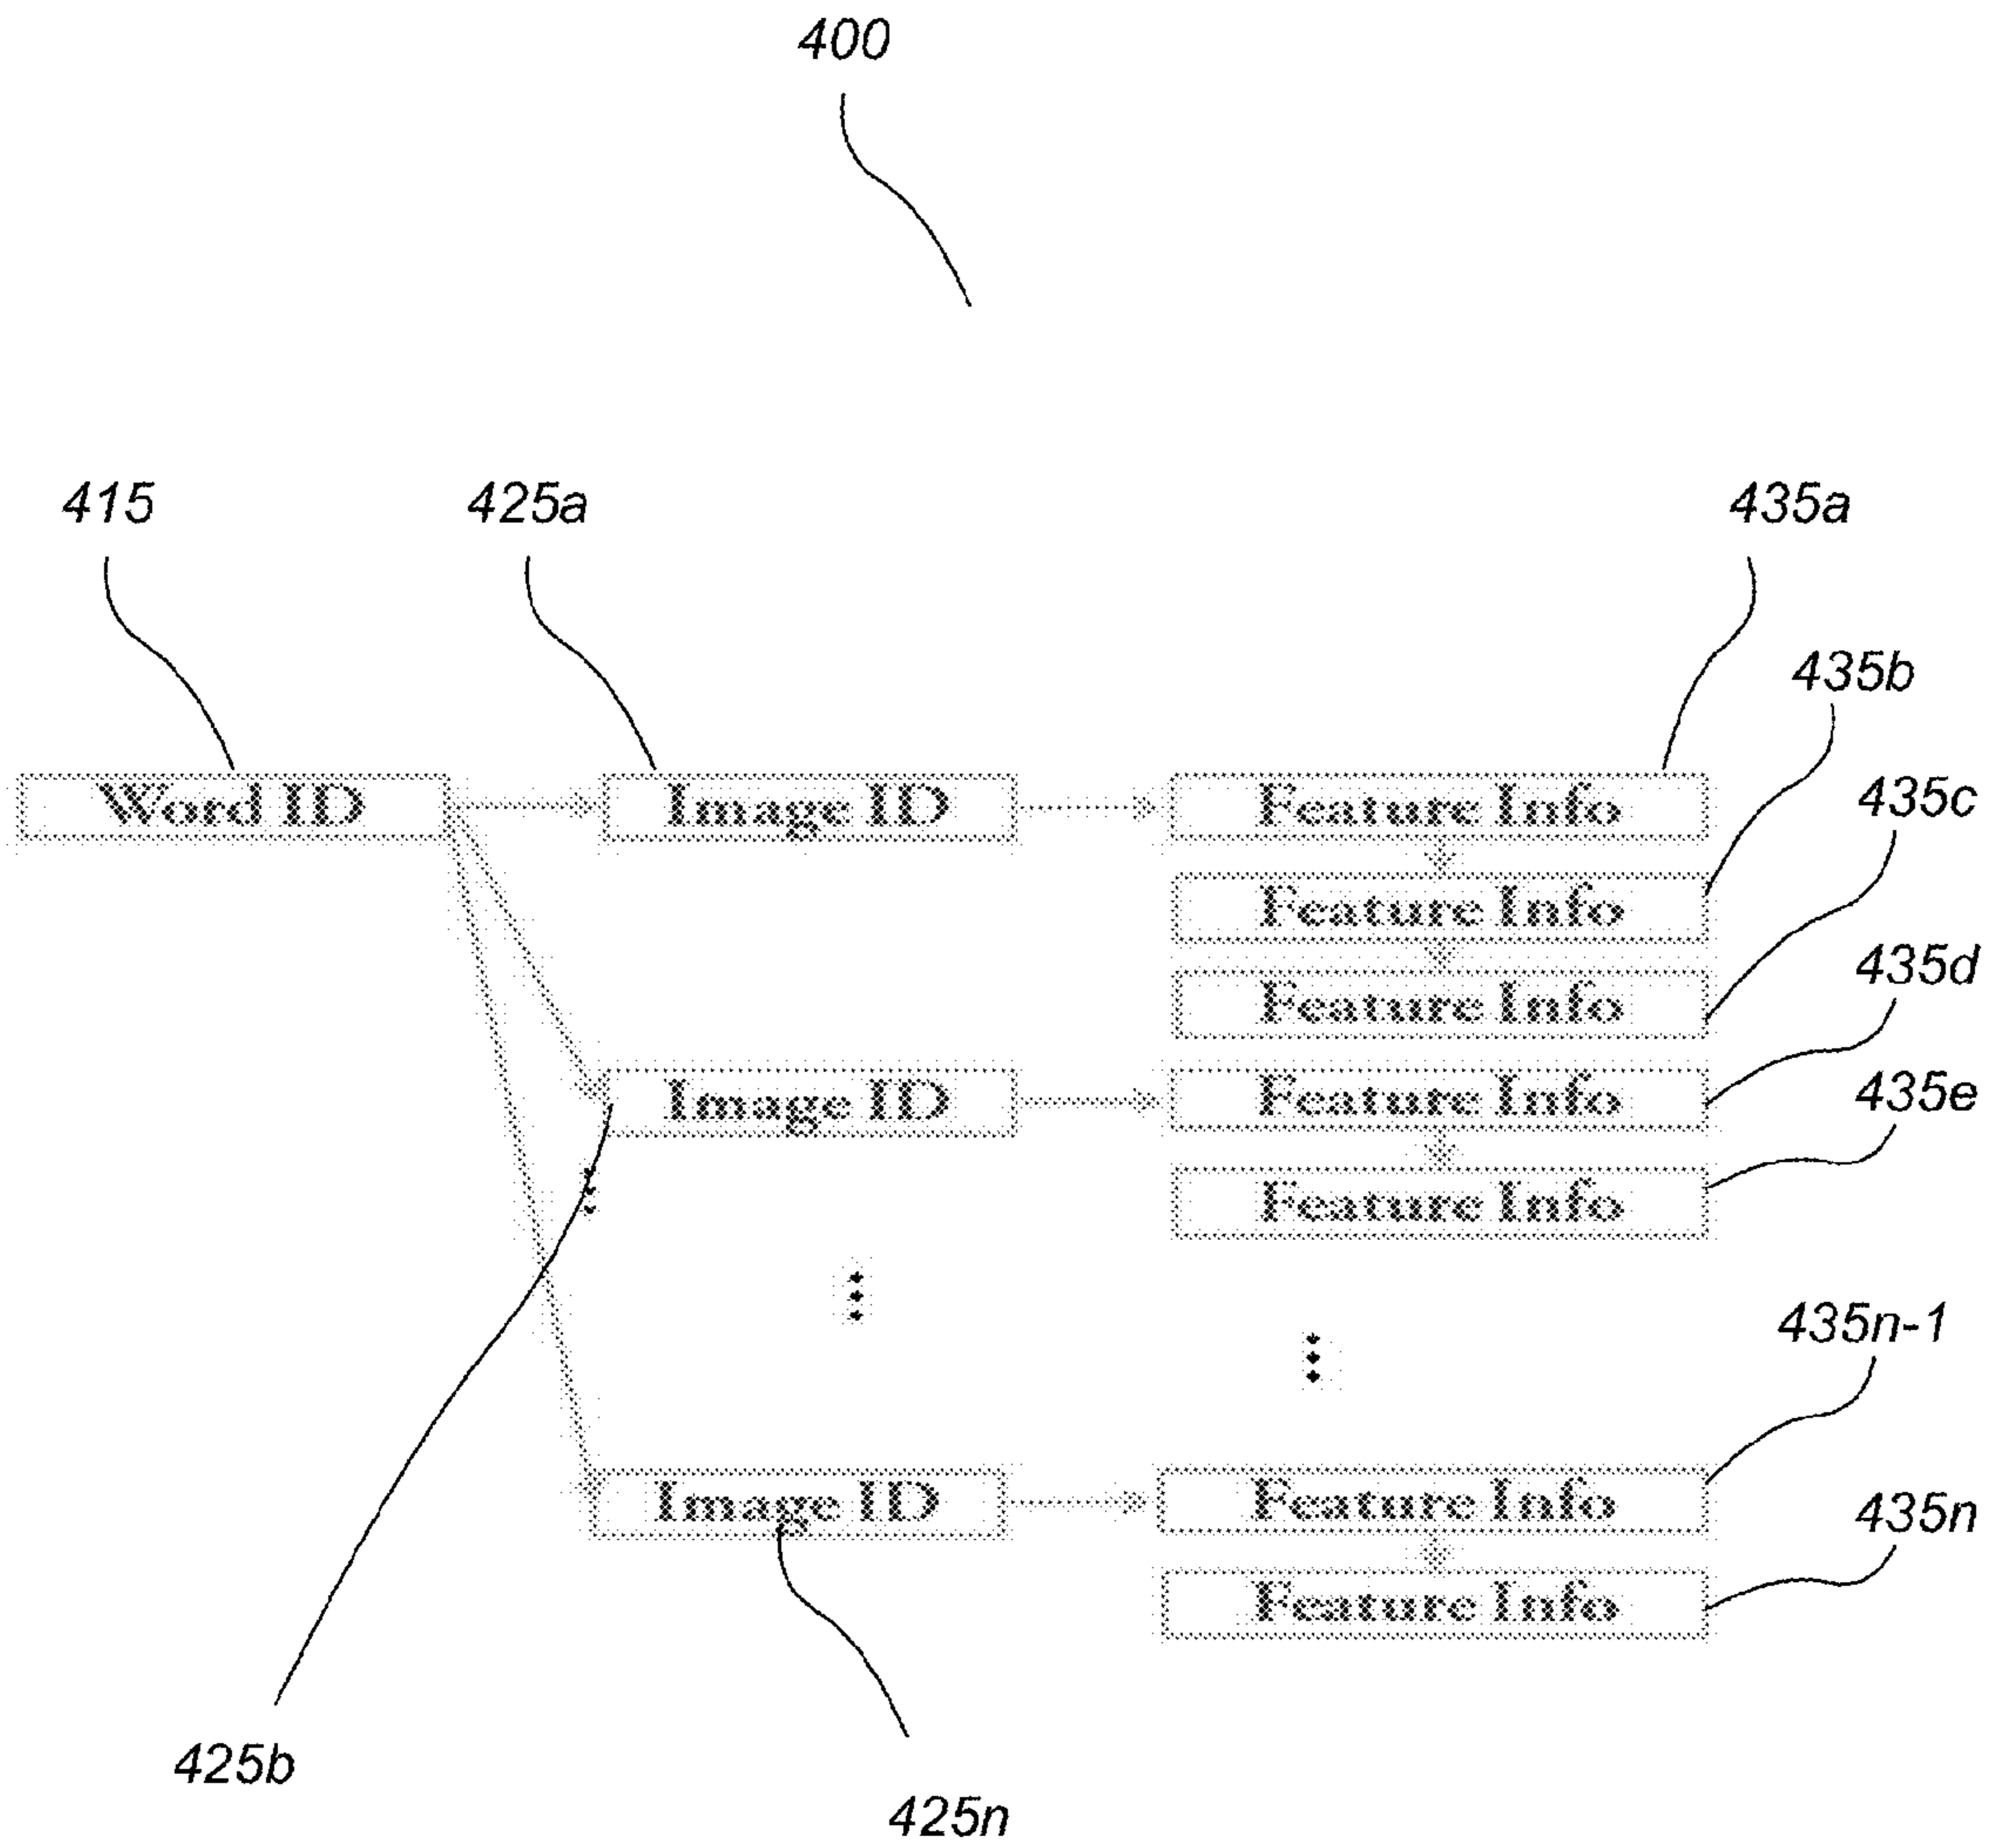 400
415 425a 435a
435b
Word ID Image ID Feature Info
435c
Feature Info
435d
Feature Info
Image ID Feature Info
435e
Feature Info
435n-1
Image ID Feature Info
435n
Feature Info
425b
425n